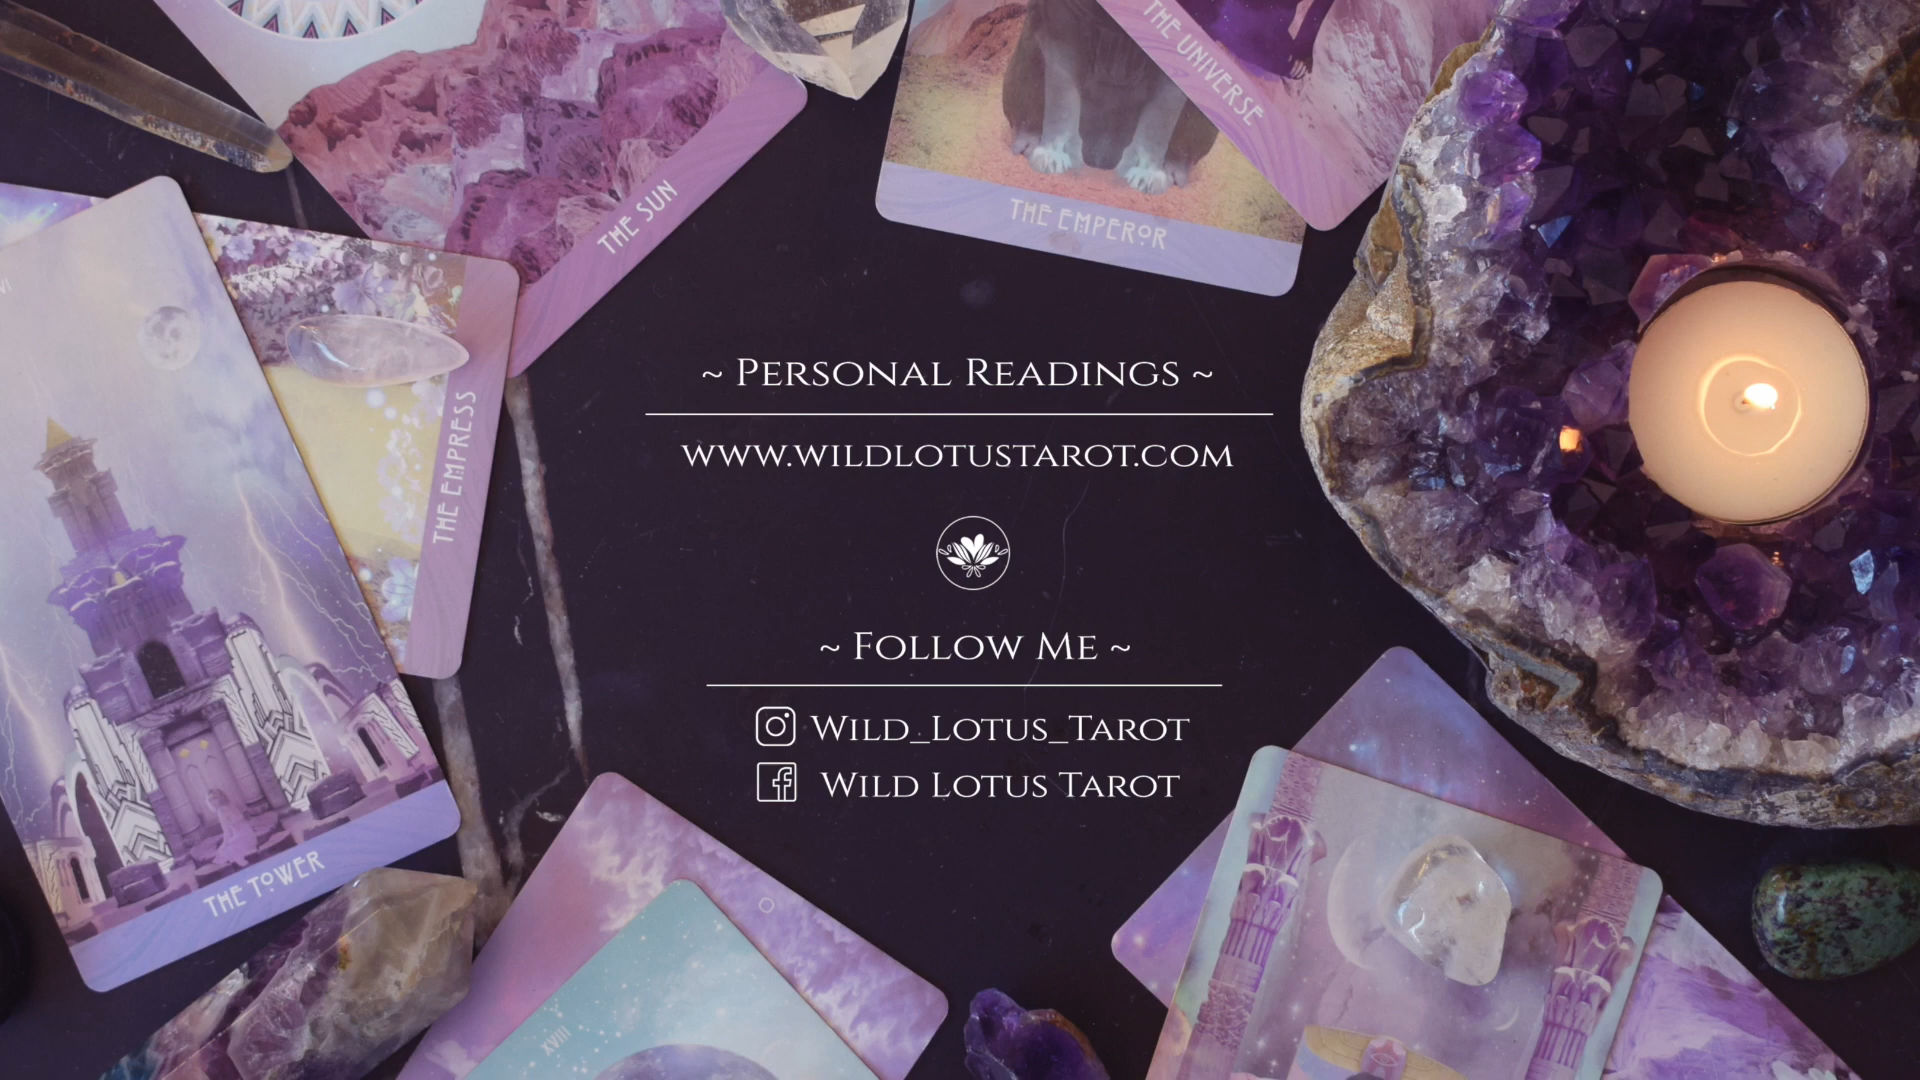 THE UNIVERSE
THE SUN
THE EMPEROR
THE EMPRESS
~ Personal Readings ~
www.wildlotustarot.com
~ Follow Me ~
Wild_Lotus_Tarot
Wild Lotus Tarot
THE TOWER
XVIII